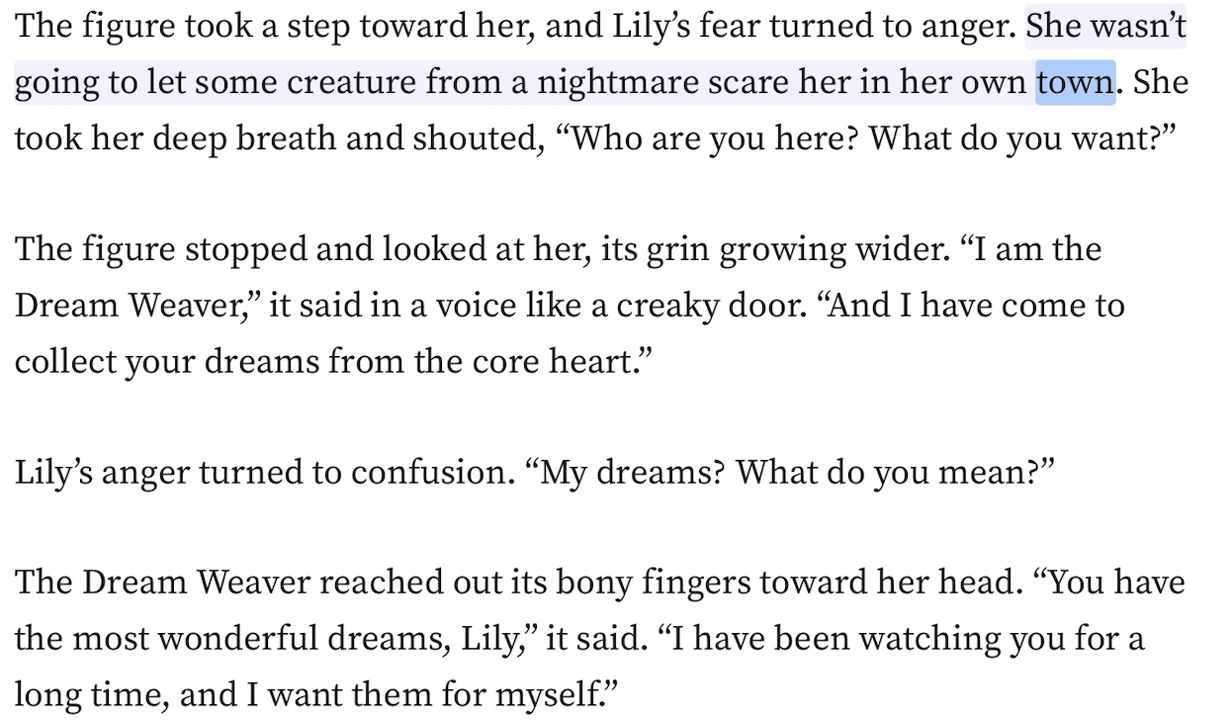 The figure took a step toward her, and Lily’s fear turned to anger. She wasn’t
going to let some creature from a nightmare scare her in her own town. She
took her deep breath and shouted, “Who are you here? What do you want?”
The figure stopped and looked at her, its grin growing wider. “I am the
Dream Weaver,” it said in a voice like a creaky door. “And I have come to
collect your dreams from the core heart.”
Lily’s anger turned to confusion. “My dreams? What do you mean?”
The Dream Weaver reached out its bony fingers toward her head. “You have
the most wonderful dreams, Lily,” it said. “I have been watching you for a
long time, and I want them for myself.”